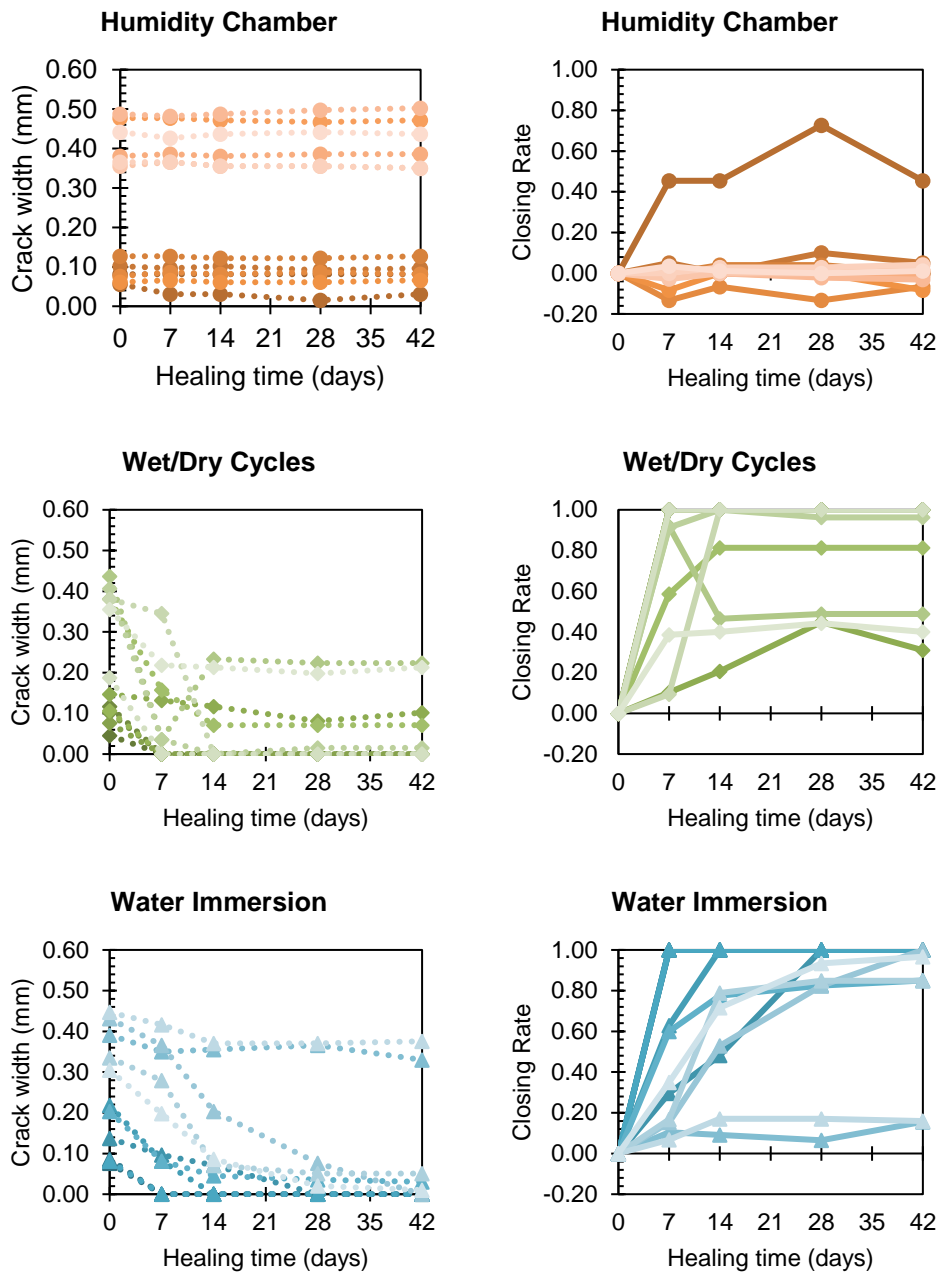 Humidity Chamber
Crack width (mm)
0.60
0.50
0.40
0.30
0.20
0.10
0.00
0 7 14 21 28 35 42
Healing time (days)
Humidity Chamber
Closing Rate
1.00
0.80
0.60
0.40
0.20
0.00
-0.20
0 7 14 21 28 35 42
Healing time (days)
Wet/Dry Cycles
Crack width (mm)
0.60
0.50
0.40
0.30
0.20
0.10
0.00
0 7 14 21 28 35 42
Healing time (days)
Wet/Dry Cycles
Closing Rate
1.00
0.80
0.60
0.40
0.20
0.00
-0.20
0 7 14 21 28 35 42
Healing time (days)
Water Immersion
Crack width (mm)
0.60
0.50
0.40
0.30
0.20
0.10
0.00
0 7 14 21 28 35 42
Healing time (days)
Water Immersion
Closing Rate
1.00
0.80
0.60
0.40
0.20
0.00
-0.20
0 7 14 21 28 35 42
Healing time (days)